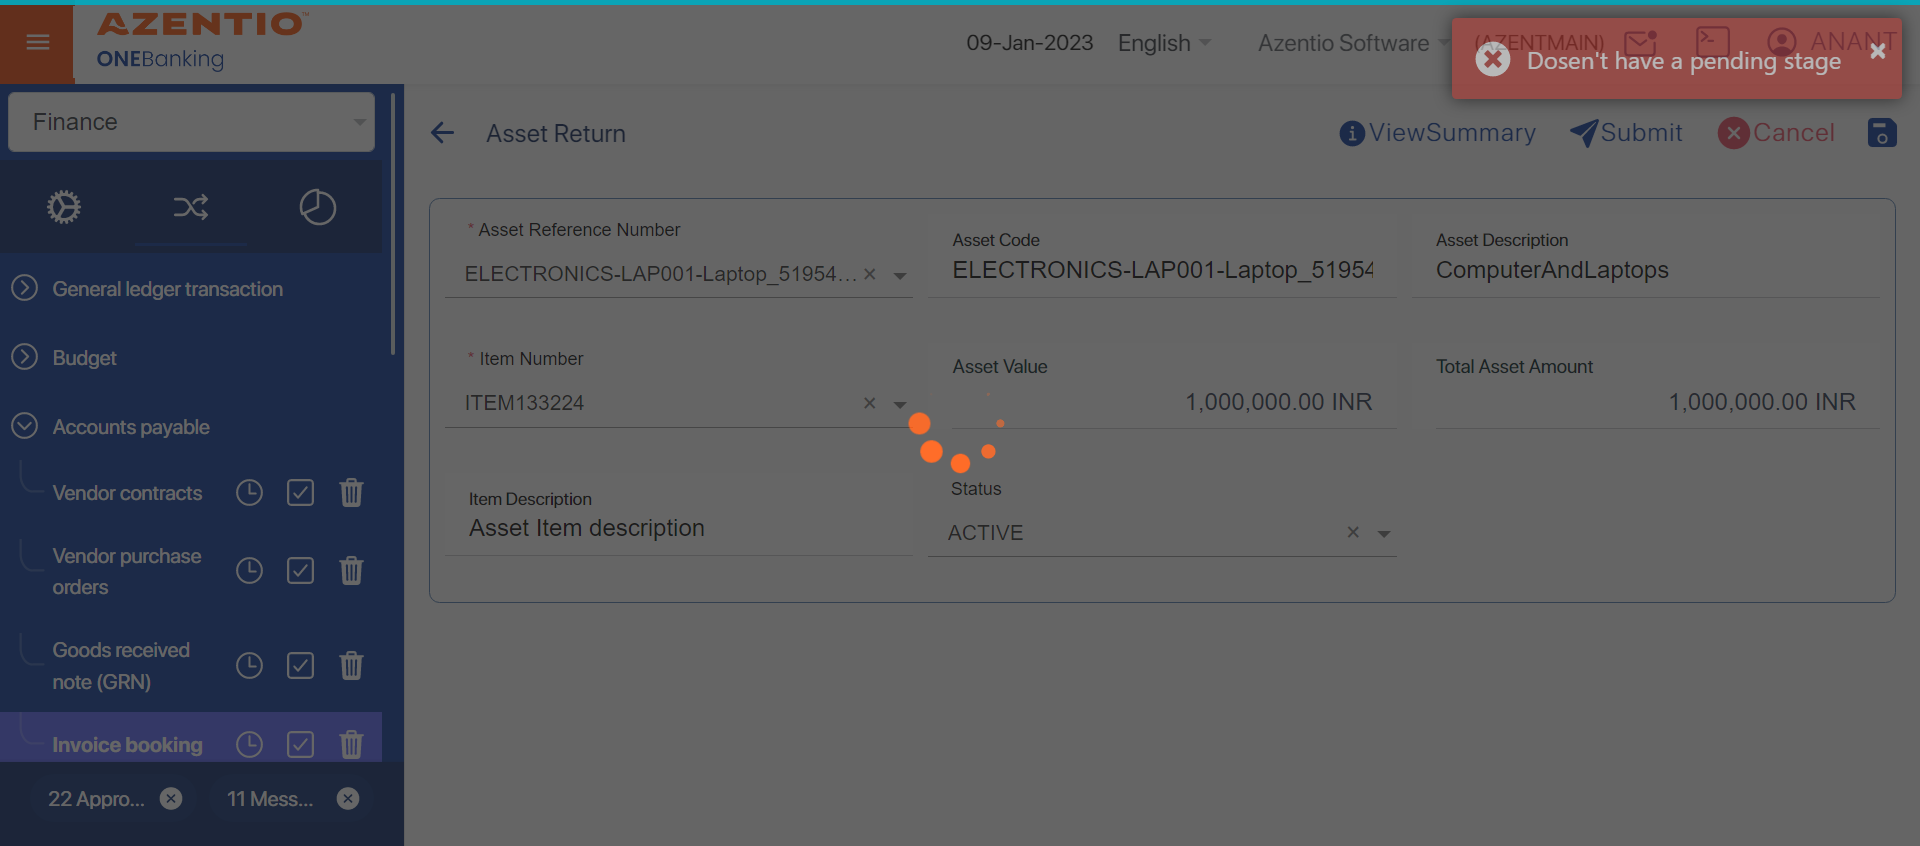 AZENTIO™
ONEBanking
09-Jan-2023
English
Azentio Software
(AZENTMAIN)
ANANT
Dosen't have a pending stage
Finance
Asset Return
ViewSummary
Submit
Cancel
General ledger transaction
Budget
Accounts payable
Vendor contracts
Vendor purchase
orders
Goods received
note (GRN)
Invoice booking
22 Appro...
11 Mess...
* Asset Reference Number
ELECTRONICS-LAP001-Laptop_51954...
Asset Code
ELECTRONICS-LAP001-Laptop_51954
Asset Description
ComputerAndLaptops
* Item Number
ITEM133224
Asset Value
1,000,000.00 INR
Total Asset Amount
1,000,000.00 INR
Item Description
Asset Item description
Status
ACTIVE